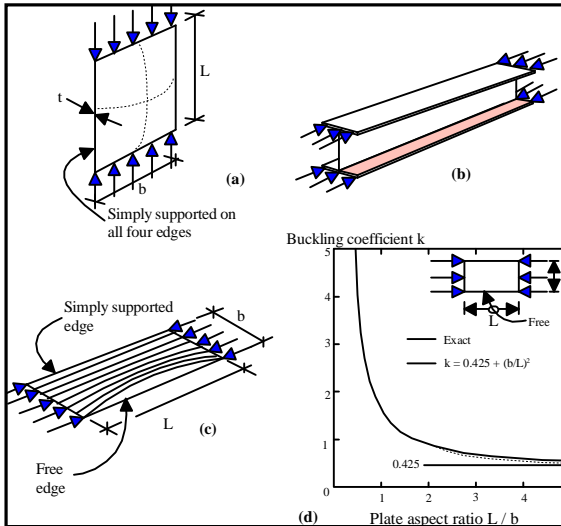 L
t
b
(a)
Simply supported on
all four edges
(b)
Simply supported
edge
b
L
(c)
Free
edge
Buckling coefficient k
5
4
3
2
1
0.425
0
1
2
3
4
L
Free
Exact
k = 0.425 + (b/L)²
(d)
Plate aspect ratio L / b